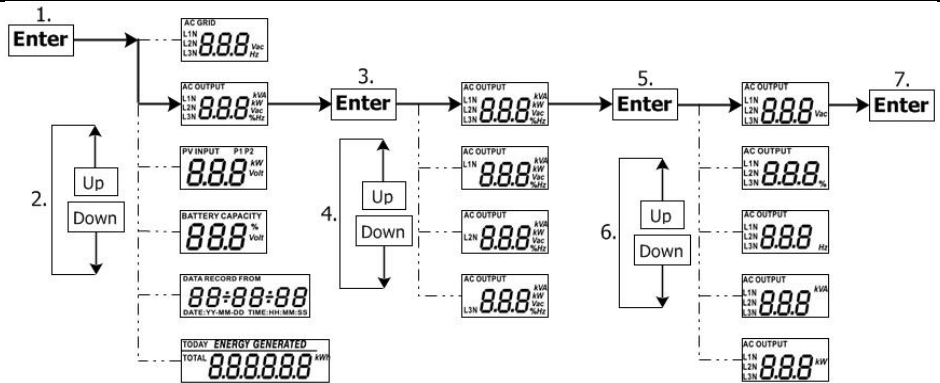 1.
Enter
AC GRID
L1N
L2N
L3N
8.8.8
Vac
Hz
AC OUTPUT
L1N
L2N
L3N
8.8.8
kVA
kW
Vac
%Hz
PV INPUT P1 P2
8.8.8
kW
Volt
BATTERY CAPACITY
8.8.8
%
Volt
DATA RECORD FROM
88:88:88
DATE:YY-MM-DD TIME:HH:MM:SS
TODAY ENERGY GENERATED
TOTAL
8.8.8.8.8.8
kWh
2.
Up
Down
3.
Enter
AC OUTPUT
L1N
L2N
L3N
8.8.8
kVA
kW
Vac
%Hz
AC OUTPUT
L1N
8.8.8
kVA
kW
Vac
%Hz
AC OUTPUT
L2N
8.8.8
kVA
kW
Vac
%Hz
AC OUTPUT
L3N
8.8.8
kVA
kW
Vac
%Hz
4.
Up
Down
5.
Enter
AC OUTPUT
L1N
L2N
L3N
8.8.8
Vac
AC OUTPUT
L1N
L2N
L3N
8.8.8
%
AC OUTPUT
L1N
L2N
L3N
8.8.8
Hz
AC OUTPUT
L1N
L2N
L3N
8.8.8
kVA
AC OUTPUT
L1N
L2N
L3N
8.8.8
kW
6.
Up
Down
7.
Enter